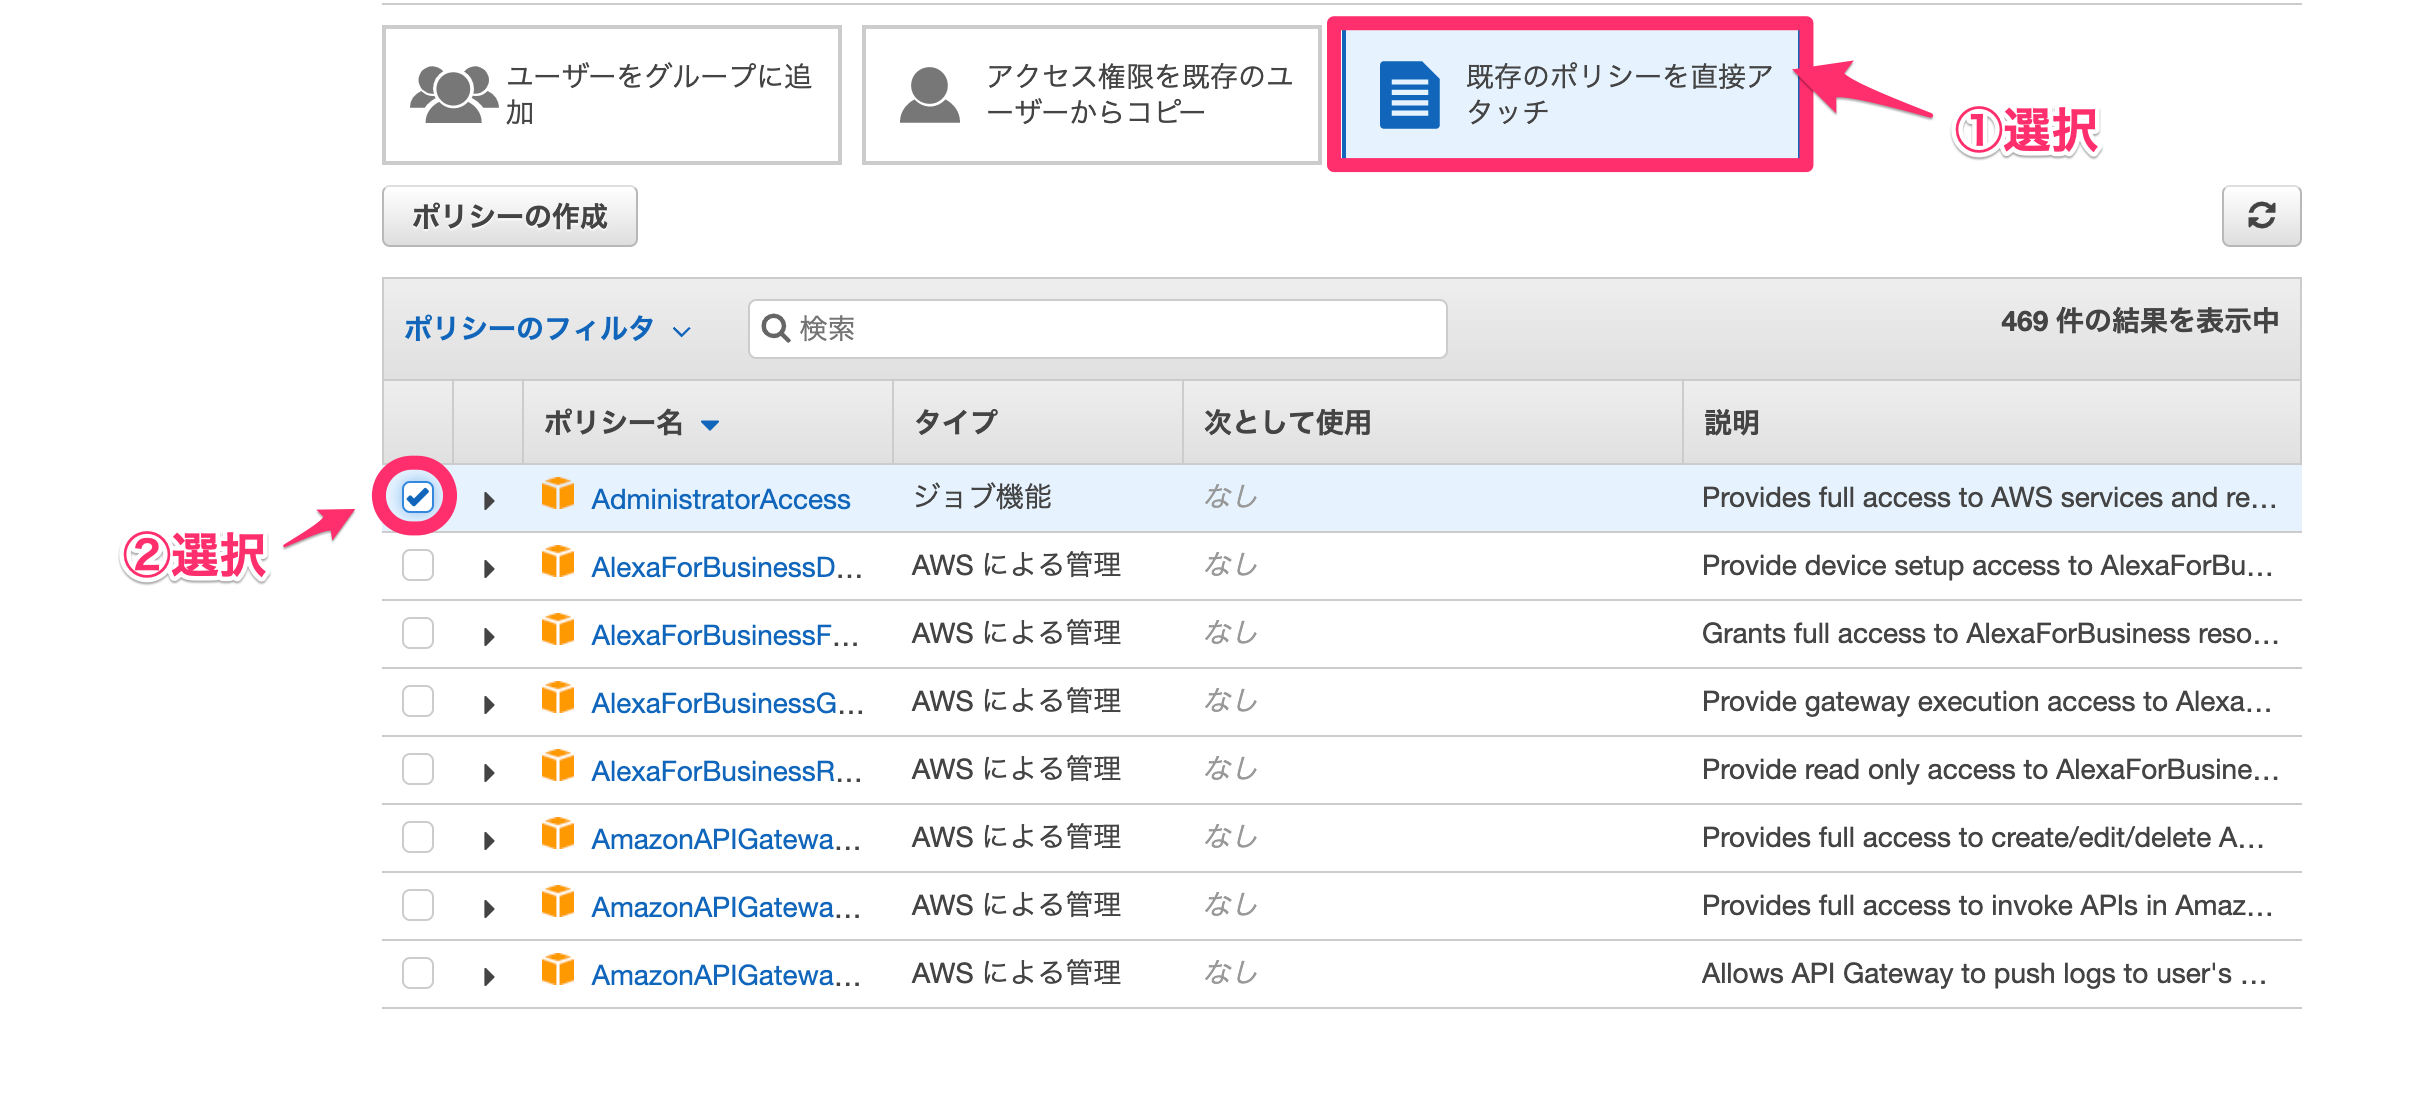 ユーザーをグループに追
加
アクセス権限を既存のユ
ーザーからコピー
既存のポリシーを直接ア
タッチ
①選択
ポリシーの作成
ポリシーのフィルタ
検索
469 件の結果を表示中
ポリシー名 タイプ 次として使用 説明
AdministratorAccess ジョブ機能 なし Provides full access to AWS services and re...
②選択
AlexaForBusinessD... AWS による管理 なし Provide device setup access to AlexaForBu...
AlexaForBusinessF... AWS による管理 なし Grants full access to AlexaForBusiness reso...
AlexaForBusinessG... AWS による管理 なし Provide gateway execution access to Alexa...
AlexaForBusinessR... AWS による管理 なし Provide read only access to AlexaForBusine...
AmazonAPIGatewa... AWS による管理 なし Provides full access to create/edit/delete A...
AmazonAPIGatewa... AWS による管理 なし Provides full access to invoke APIs in Amaz...
AmazonAPIGatewa... AWS による管理 なし Allows API Gateway to push logs to user's ...